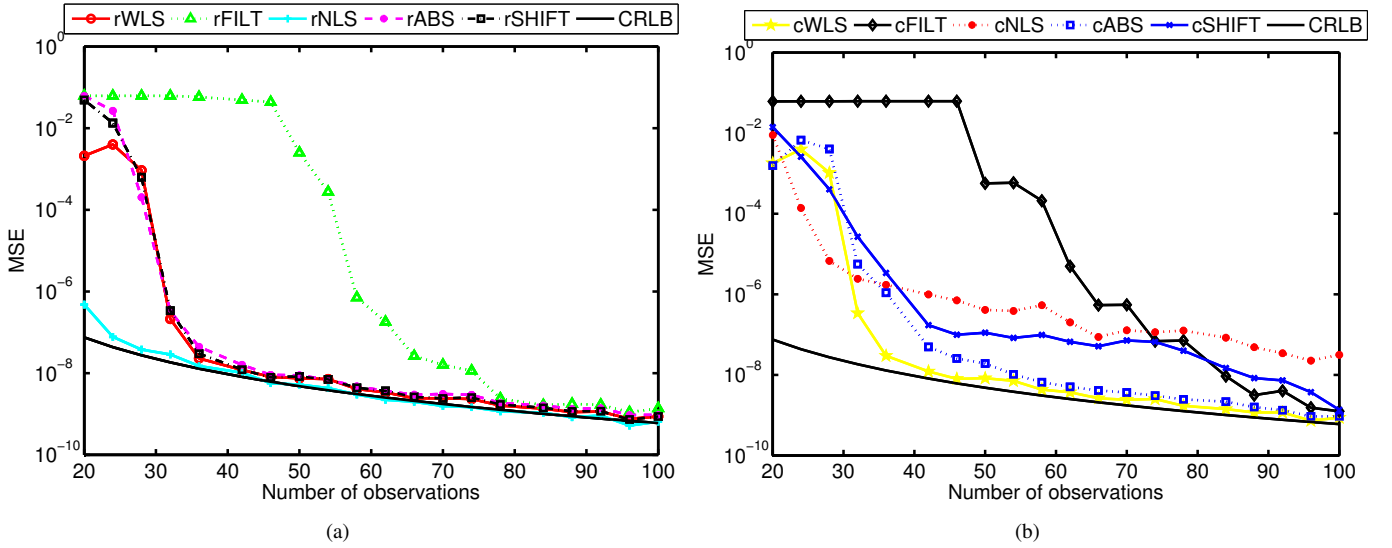 rWLS rFILT rNLS rABS rSHIFT CRLB
10^0
10^-2
10^-4
10^-6
10^-8
10^-10
MSE
20 30 40 50 60 70 80 90 100
Number of observations
(a)
cWLS cFILT cNLS cABS cSHIFT CRLB
10^0
10^-2
10^-4
10^-6
10^-8
10^-10
MSE
20 30 40 50 60 70 80 90 100
Number of observations
(b)